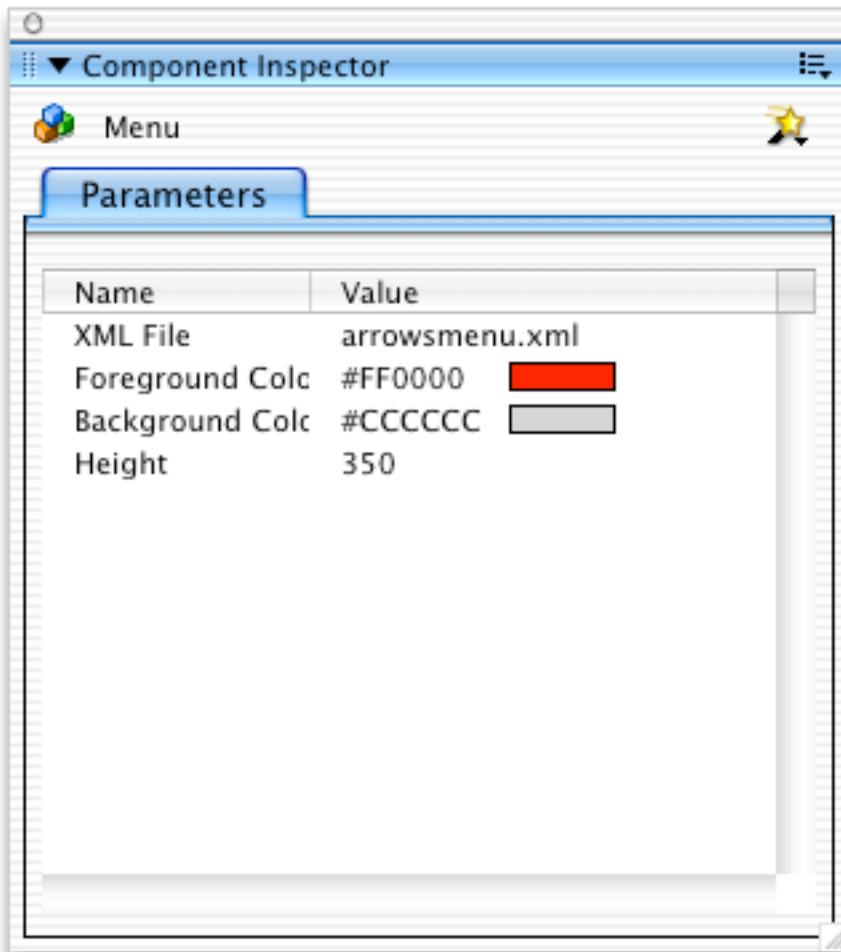 Component Inspector
Menu
Parameters
Name Value
XML File arrowsmenu.xml
Foreground Colo #FF0000
Background Colo #CCCCCC
Height 350